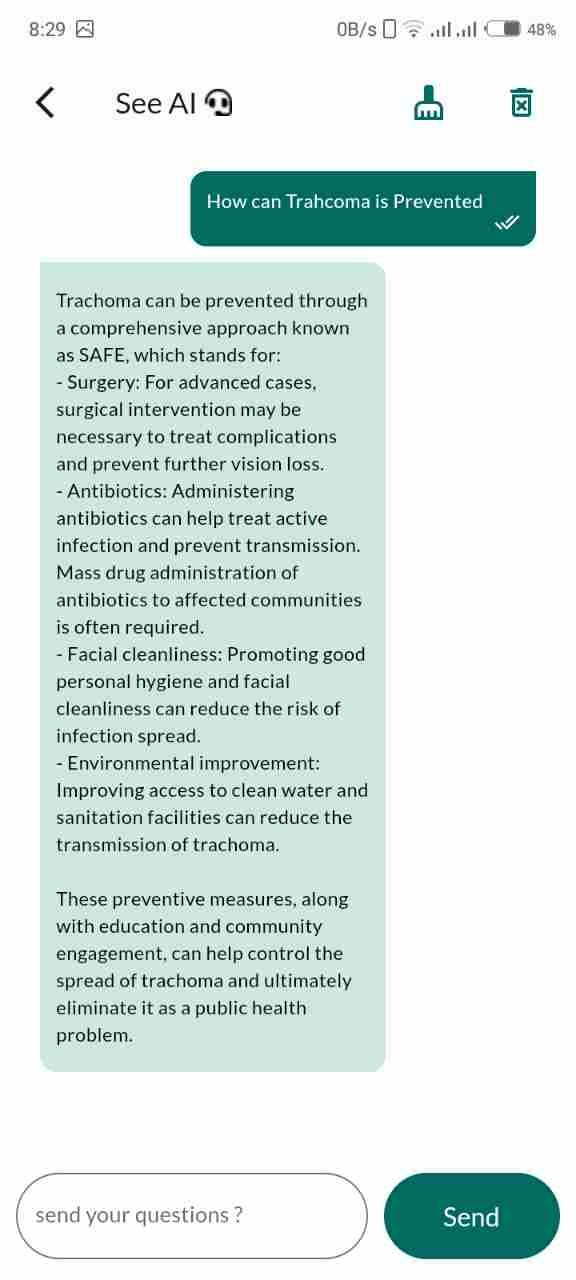 8:29
0B/s
48%
See AI
How can Trahcoma is Prevented
Trachoma can be prevented through
a comprehensive approach known
as SAFE, which stands for:
- Surgery: For advanced cases,
surgical intervention may be
necessary to treat complications
and prevent further vision loss.
- Antibiotics: Administering
antibiotics can help treat active
infection and prevent transmission.
Mass drug administration of
antibiotics to affected communities
is often required.
- Facial cleanliness: Promoting good
personal hygiene and facial
cleanliness can reduce the risk of
infection spread.
- Environmental improvement:
Improving access to clean water and
sanitation facilities can reduce the
transmission of trachoma.

These preventive measures, along
with education and community
engagement, can help control the
spread of trachoma and ultimately
eliminate it as a public health
problem.
send your questions ?
Send